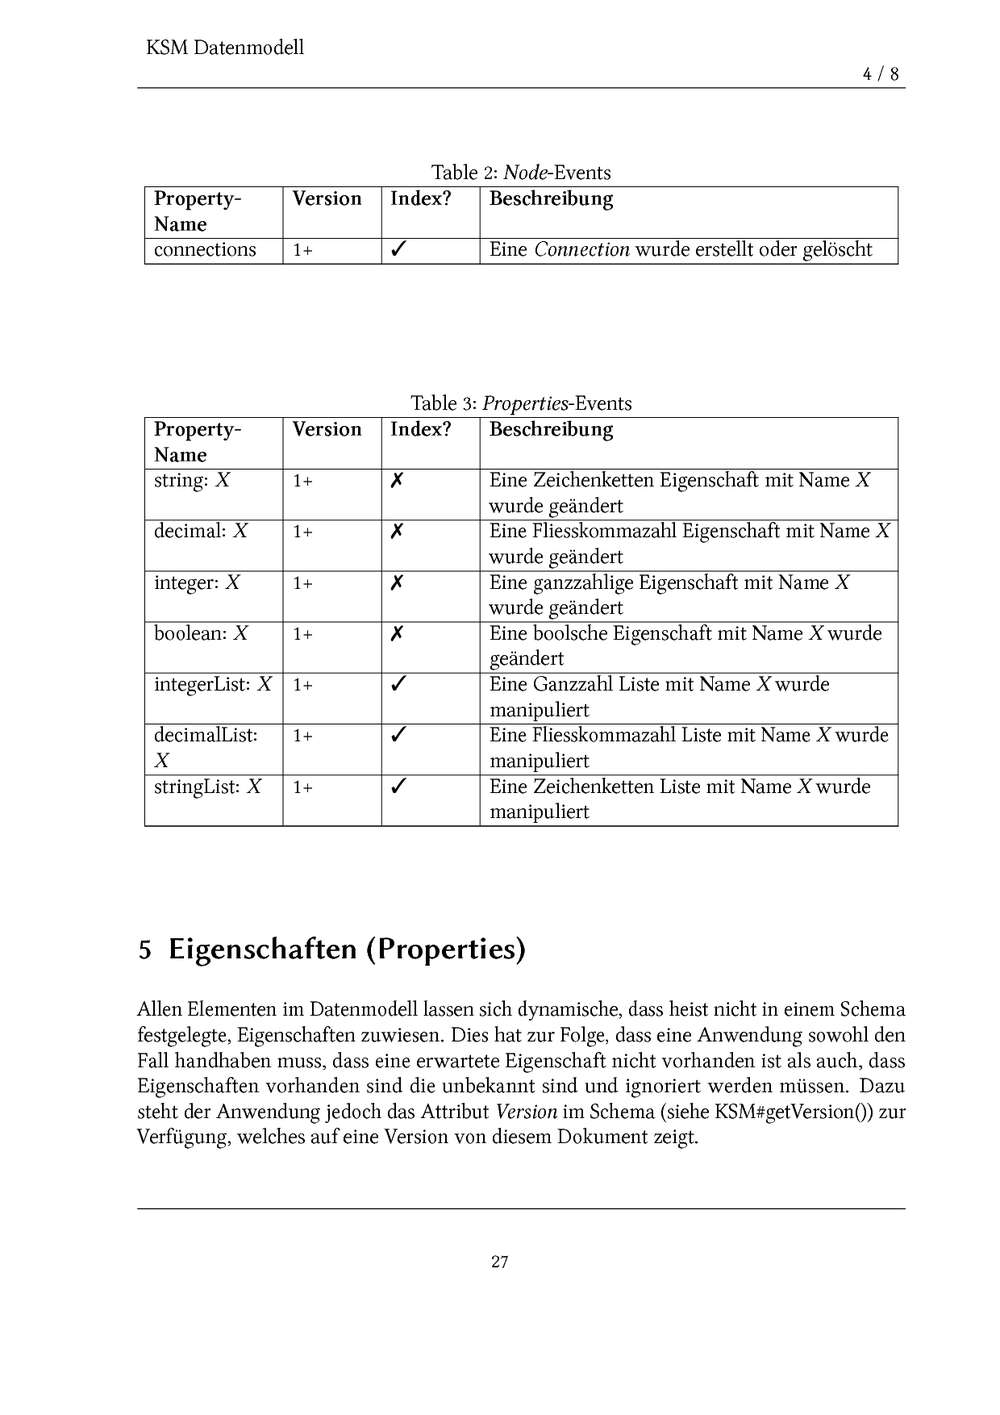 KSM Datenmodell
4 / 8
Table 2: Node-Events
Property-
Name
Version
Index?
Beschreibung
connections
1+
✓
Eine Connection wurde erstellt oder gelöscht
Table 3: Properties-Events
Property-
Name
Version
Index?
Beschreibung
string: X
1+
✗
Eine Zeichenketten Eigenschaft mit Name X
wurde geändert
decimal: X
1+
✗
Eine Fliesskommazahl Eigenschaft mit Name X
wurde geändert
integer: X
1+
✗
Eine ganzzahlige Eigenschaft mit Name X
wurde geändert
boolean: X
1+
✗
Eine boolsche Eigenschaft mit Name X wurde
geändert
integerList: X
1+
✓
Eine Ganzzahl Liste mit Name X wurde
manipuliert
decimalList:
X
1+
✓
Eine Fliesskommazahl Liste mit Name X wurde
manipuliert
stringList: X
1+
✓
Eine Zeichenketten Liste mit Name X wurde
manipuliert
5 Eigenschaften (Properties)
Allen Elementen im Datenmodell lassen sich dynamische, dass heist nicht in einem Schema
festgelegte, Eigenschaften zuwiesen. Dies hat zur Folge, dass eine Anwendung sowohl den
Fall handhaben muss, dass eine erwartete Eigenschaft nicht vorhanden ist als auch, dass
Eigenschaften vorhanden sind die unbekannt sind und ignoriert werden müssen. Dazu
steht der Anwendung jedoch das Attribut Version im Schema (siehe KSM#getVersion()) zur
Verfügung, welches auf eine Version von diesem Dokument zeigt.
27